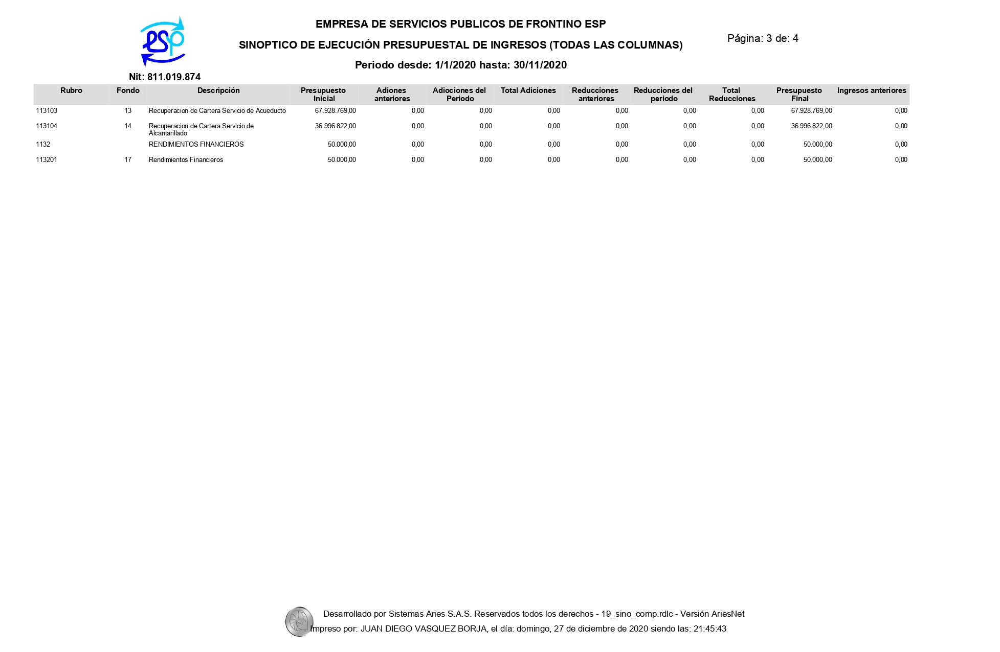 esp
EMPRESA DE SERVICIOS PUBLICOS DE FRONTINO ESP
SINOPTICO DE EJECUCIÓN PRESUPUESTAL DE INGRESOS (TODAS LAS COLUMNAS)
Página: 3 de: 4
Periodo desde: 1/1/2020 hasta: 30/11/2020
Nit: 811.019.874
Rubro Fondo Descripción Presupuesto Inicial Adiones anteriores Adiociones del Periodo Total Adiciones Reducciones anteriores Reducciones del periodo Total Reducciones Presupuesto Final Ingresos anteriores
113103 13 Recuperacion de Cartera Servicio de Acueducto 67.928.769,00 0,00 0,00 0,00 0,00 0,00 0,00 67.928.769,00 0,00
113104 14 Recuperacion de Cartera Servicio de 36.996.822,00 0,00 0,00 0,00 0,00 0,00 0,00 36.996.822,00 0,00
Alcantarillado
1132 RENDIMIENTOS FINANCIEROS 50.000,00 0,00 0,00 0,00 0,00 0,00 0,00 50.000,00 0,00
113201 17 Rendimientos Financieros 50.000,00 0,00 0,00 0,00 0,00 0,00 0,00 50.000,00 0,00
Desarrollado por Sistemas Aries S.A.S. Reservados todos los derechos - 19_sino_comp.rdlc - Versión AriesNet
Impreso por: JUAN DIEGO VASQUEZ BORJA, el día: domingo, 27 de diciembre de 2020 siendo las: 21:45:43